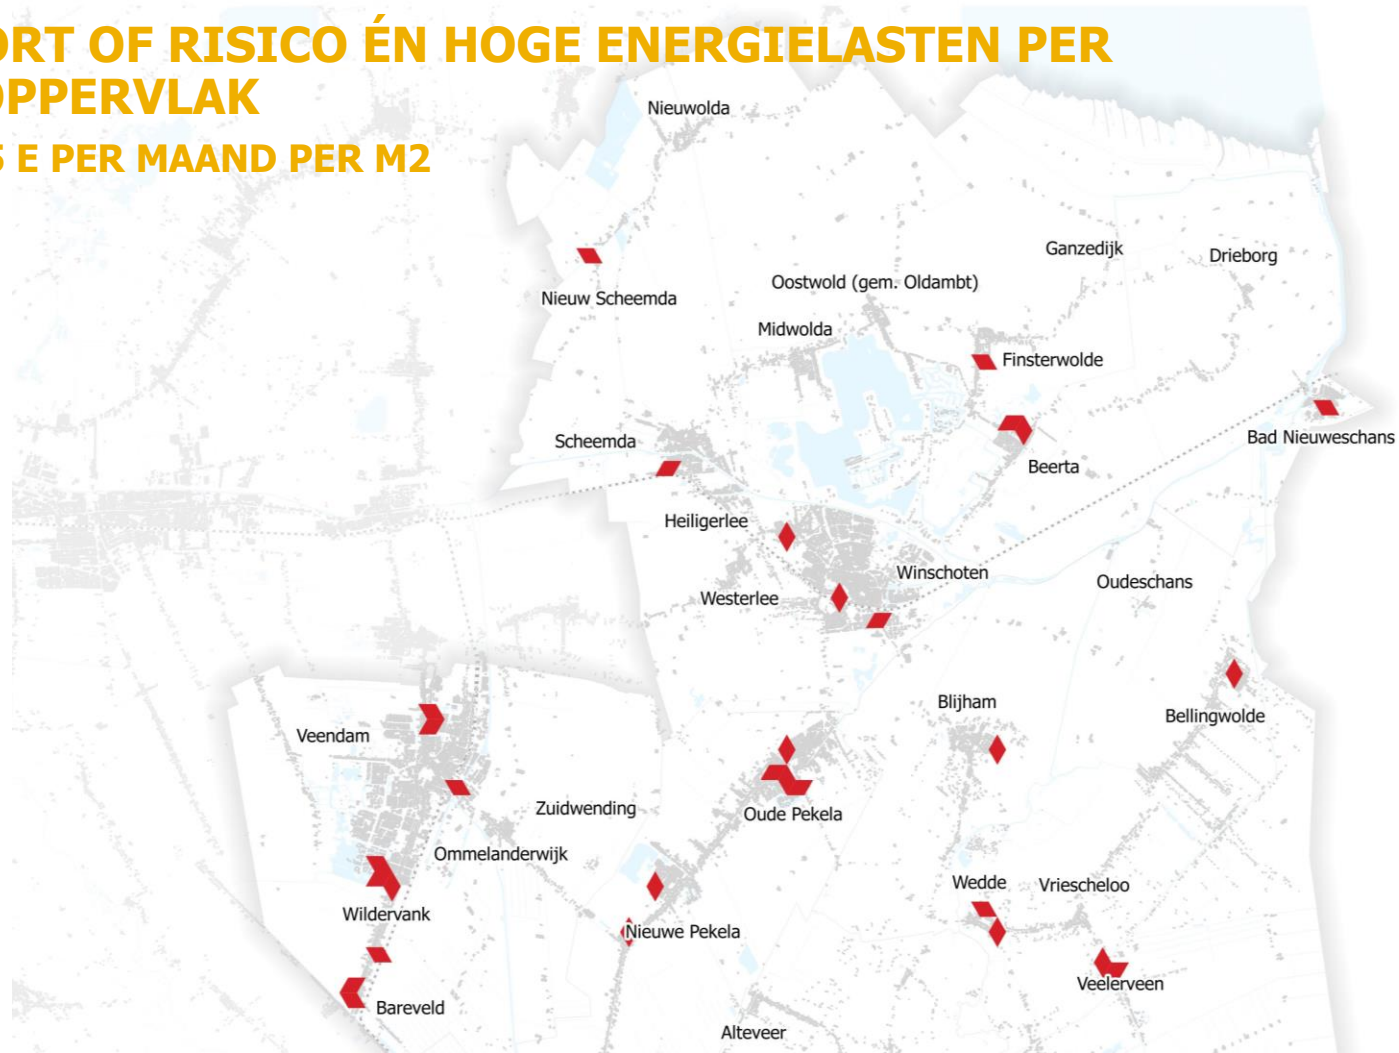 ORT OF RISICO ÉN HOGE ENERGIELASTEN PER
OPPERVLAK
E PER MAAND PER M2
Nieuwolda
Ganzedijk
Drieborg
Oostwold (gem. Oldambt)
Nieuw Scheemda
Midwolda
Finsterwolde
Bad Nieuweschans
Scheemda
Beerta
Heiligerlee
Winschoten
Oudeschans
Westerlee
Blijham
Bellingwolde
Veendam
Zuidwending
Oude Pekela
Ommelanderwijk
Wedde
Vriescheloo
Wildervank
Nieuwe Pekela
Veelerveen
Bareveld
Alteveer